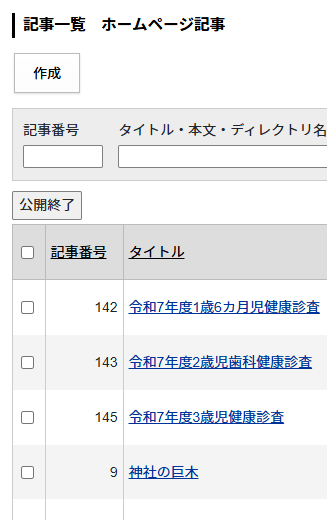 記事一覧　ホームページ記事
作成
記事番号 タイトル・本文・ディレクトリ名
公開終了
記事番号 タイトル
142 令和7年度1歳6カ月児健康診査
143 令和7年度2歳児歯科健康診査
145 令和7年度3歳児健康診査
9 神社の巨木